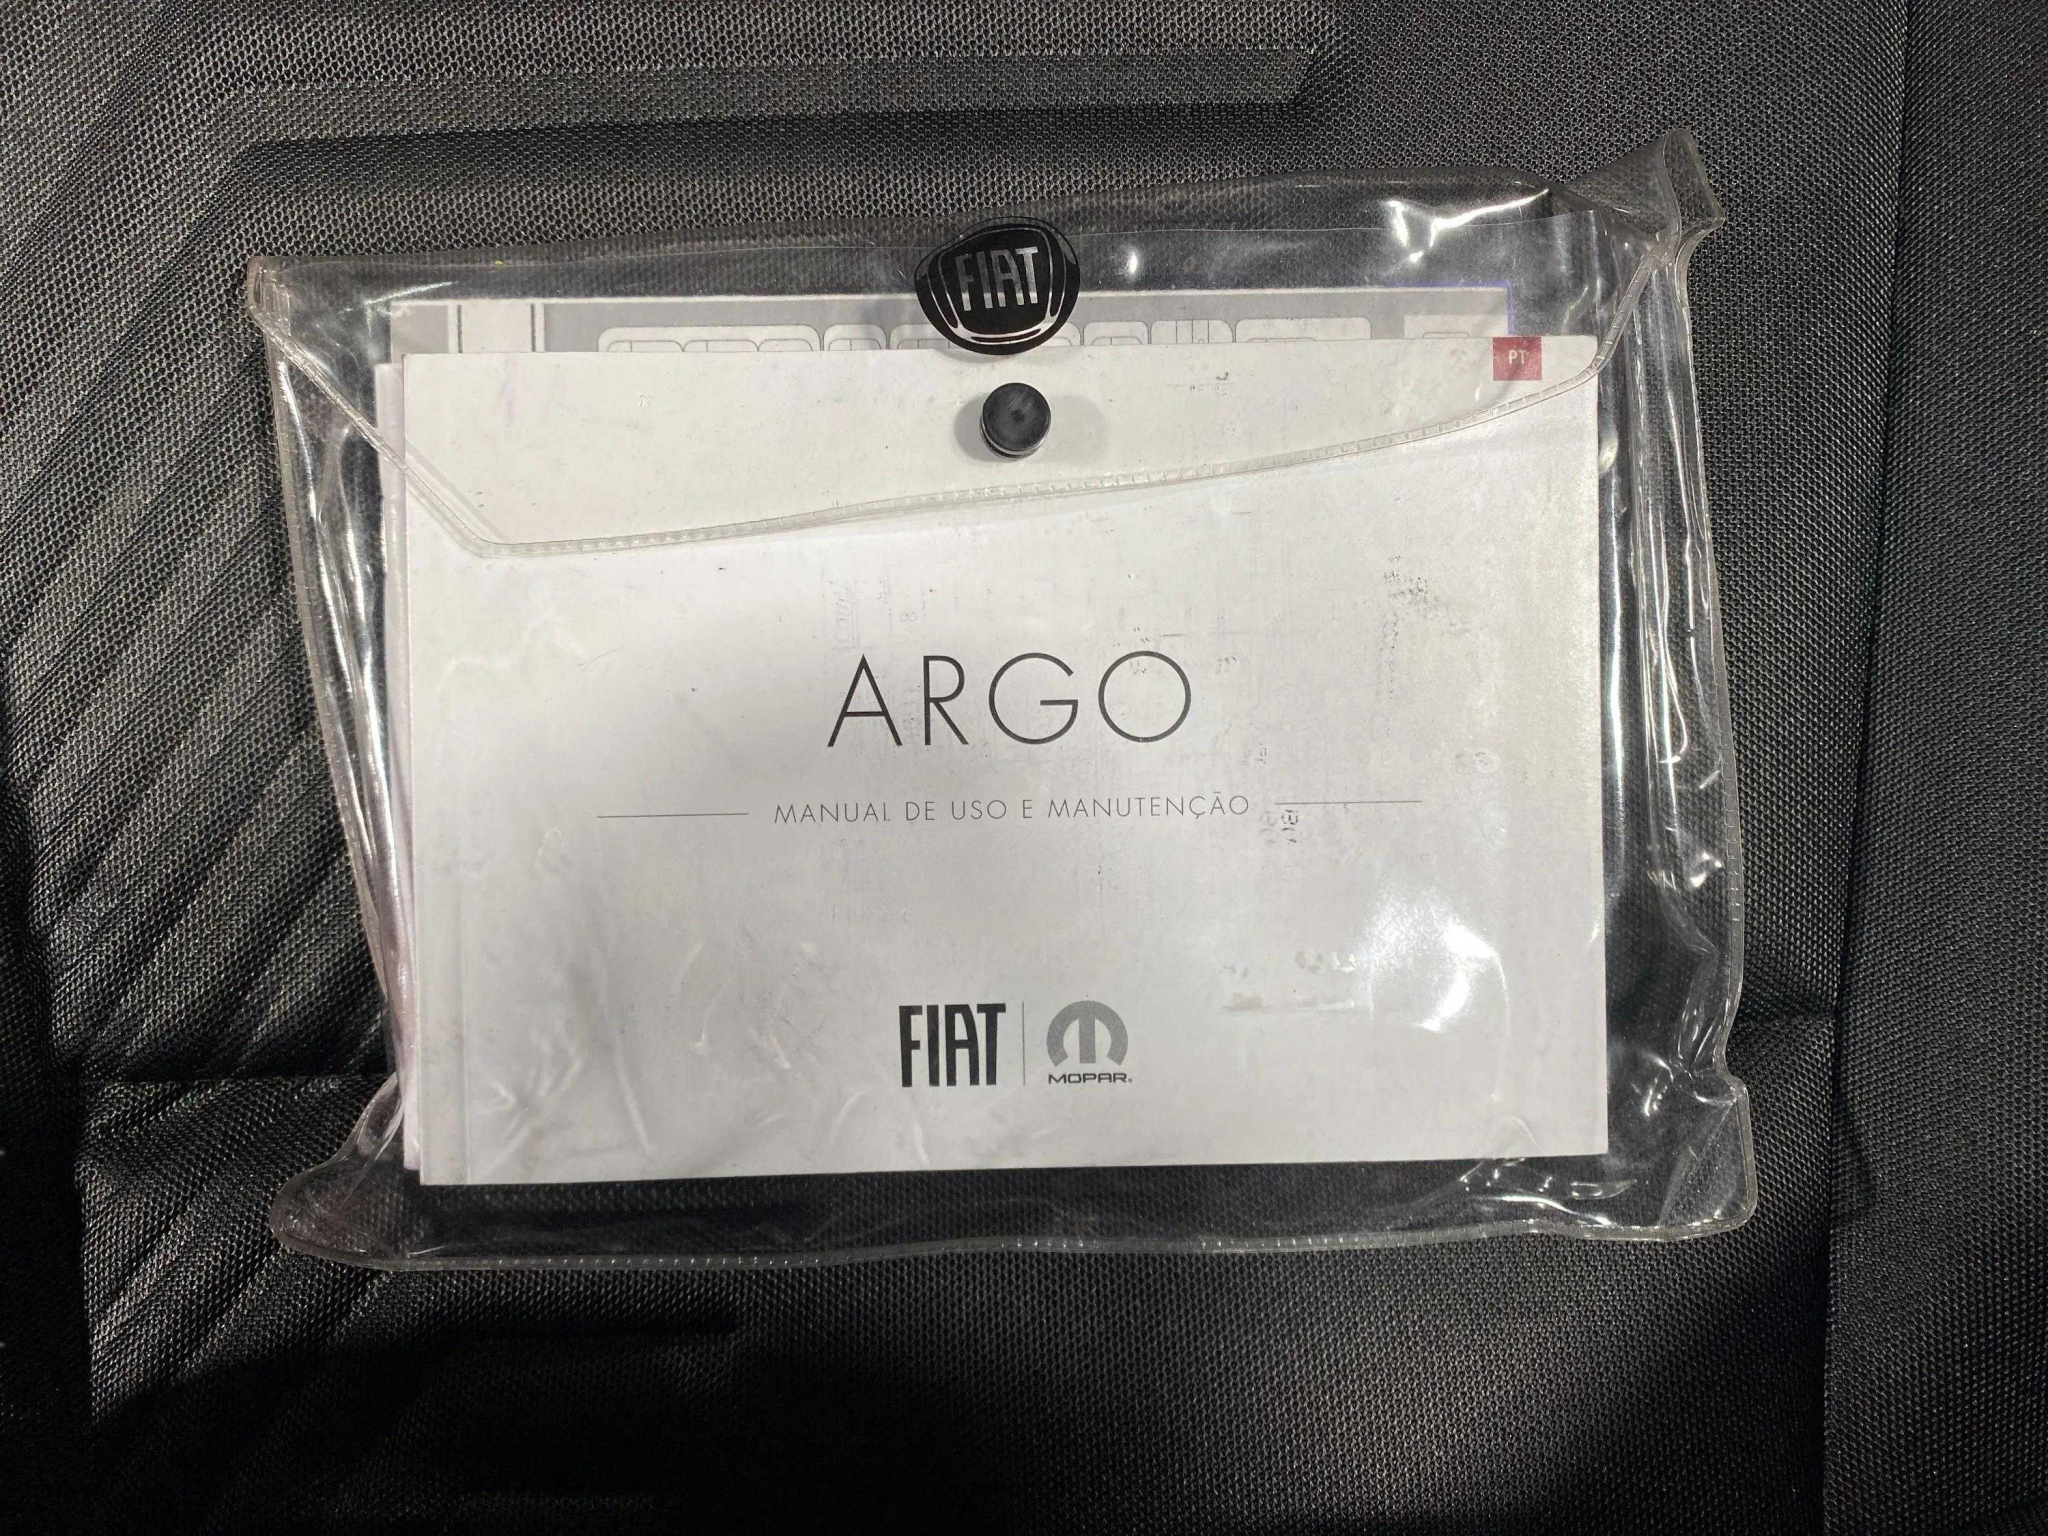 FIAT
PT
ARGO
MANUAL DE USO E MANUTENÇÃO
FIAT
MOPAR®